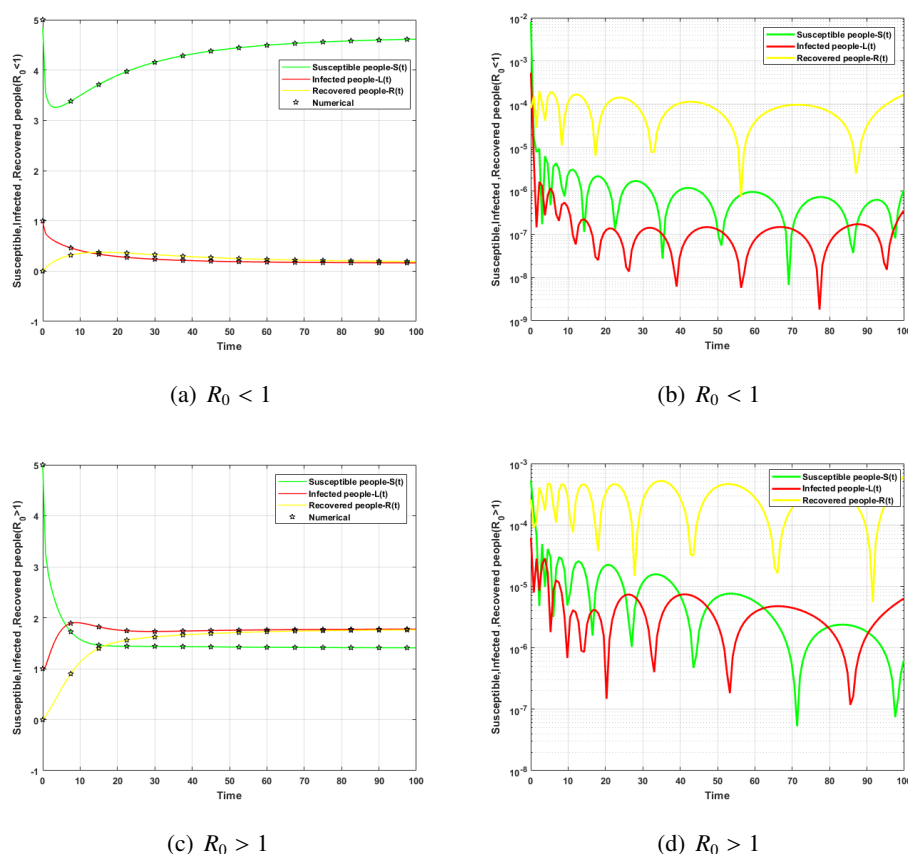 Susceptible,Infected ,Recovered people(R0<1)
5
4
3
2
1
0
-1
0 10 20 30 40 50 60 70 80 90 100
Time
Susceptible people-S(t)
Infected people-L(t)
Recovered people-R(t)
Numerical
(a) R0 < 1
Susceptible,Infected ,Recovered people(R0<1)
10-2
10-3
10-4
10-5
10-6
10-7
10-8
10-9
0 10 20 30 40 50 60 70 80 90 100
Time
Susceptible people-S(t)
Infected people-L(t)
Recovered people-R(t)
(b) R0 < 1
Susceptible,Infected ,Recovered people(R0>1)
5
4
3
2
1
0
-1
0 10 20 30 40 50 60 70 80 90 100
Time
Susceptible people-S(t)
Infected people-L(t)
Recovered people-R(t)
Numerical
(c) R0 > 1
Susceptible,Infected ,Recovered people(R0>1)
10-3
10-4
10-5
10-6
10-7
10-8
0 10 20 30 40 50 60 70 80 90 100
Time
Susceptible people-S(t)
Infected people-L(t)
Recovered people-R(t)
(d) R0 > 1